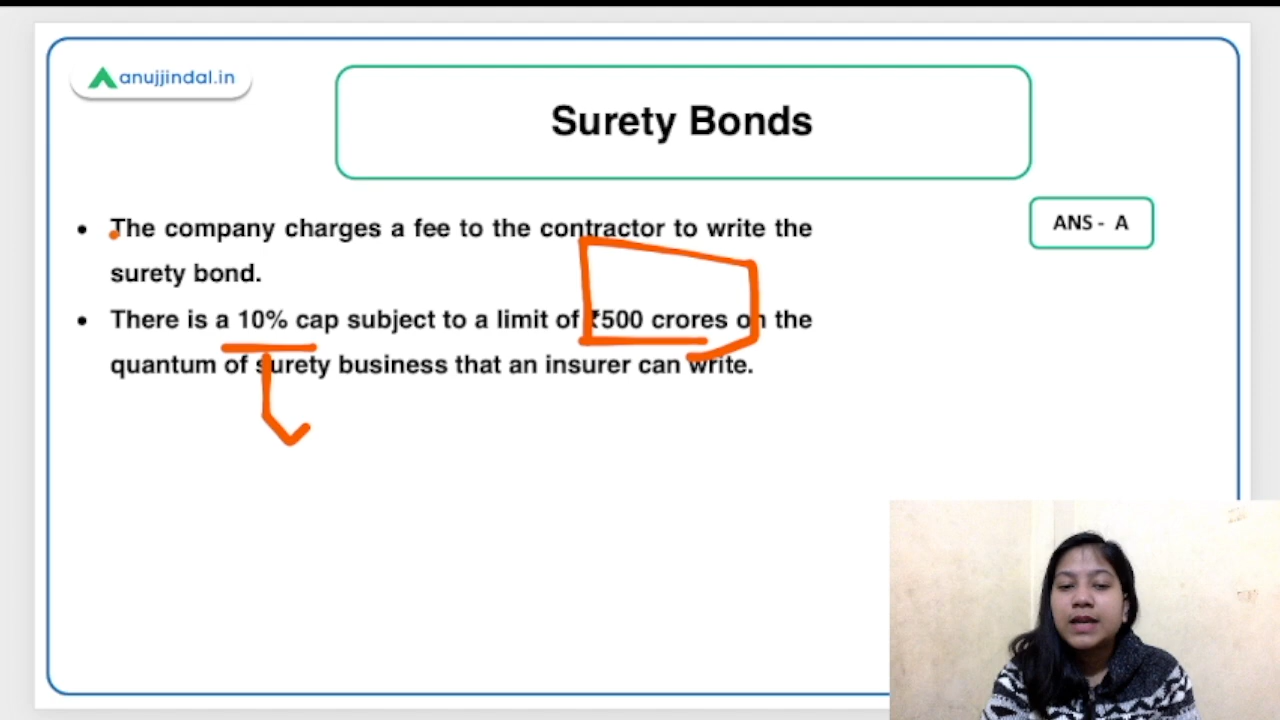 anujjindal.in
Surety Bonds
ANS - A
• The company charges a fee to the contractor to write the
surety bond.
• There is a 10% cap subject to a limit of ₹500 crores on the
quantum of surety business that an insurer can write.